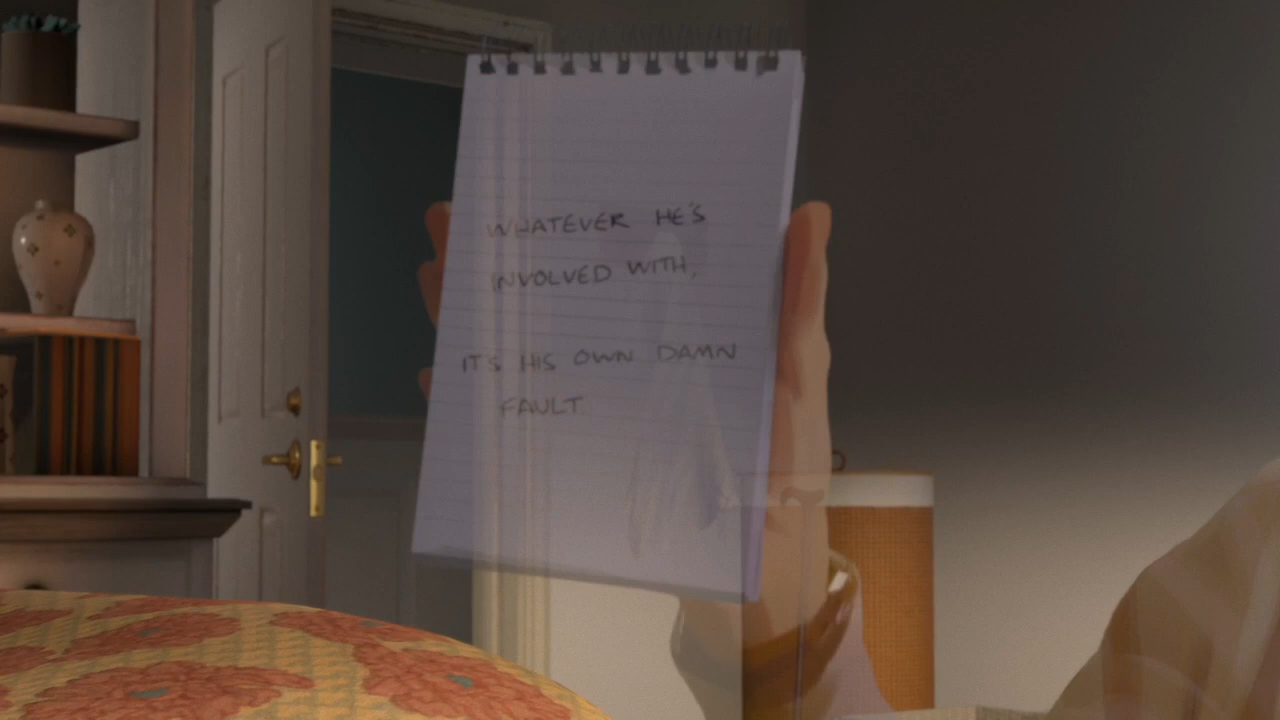 WHATEVER HE'S
INVOLVED WITH,
IT'S HIS OWN DAMN
FAULT.